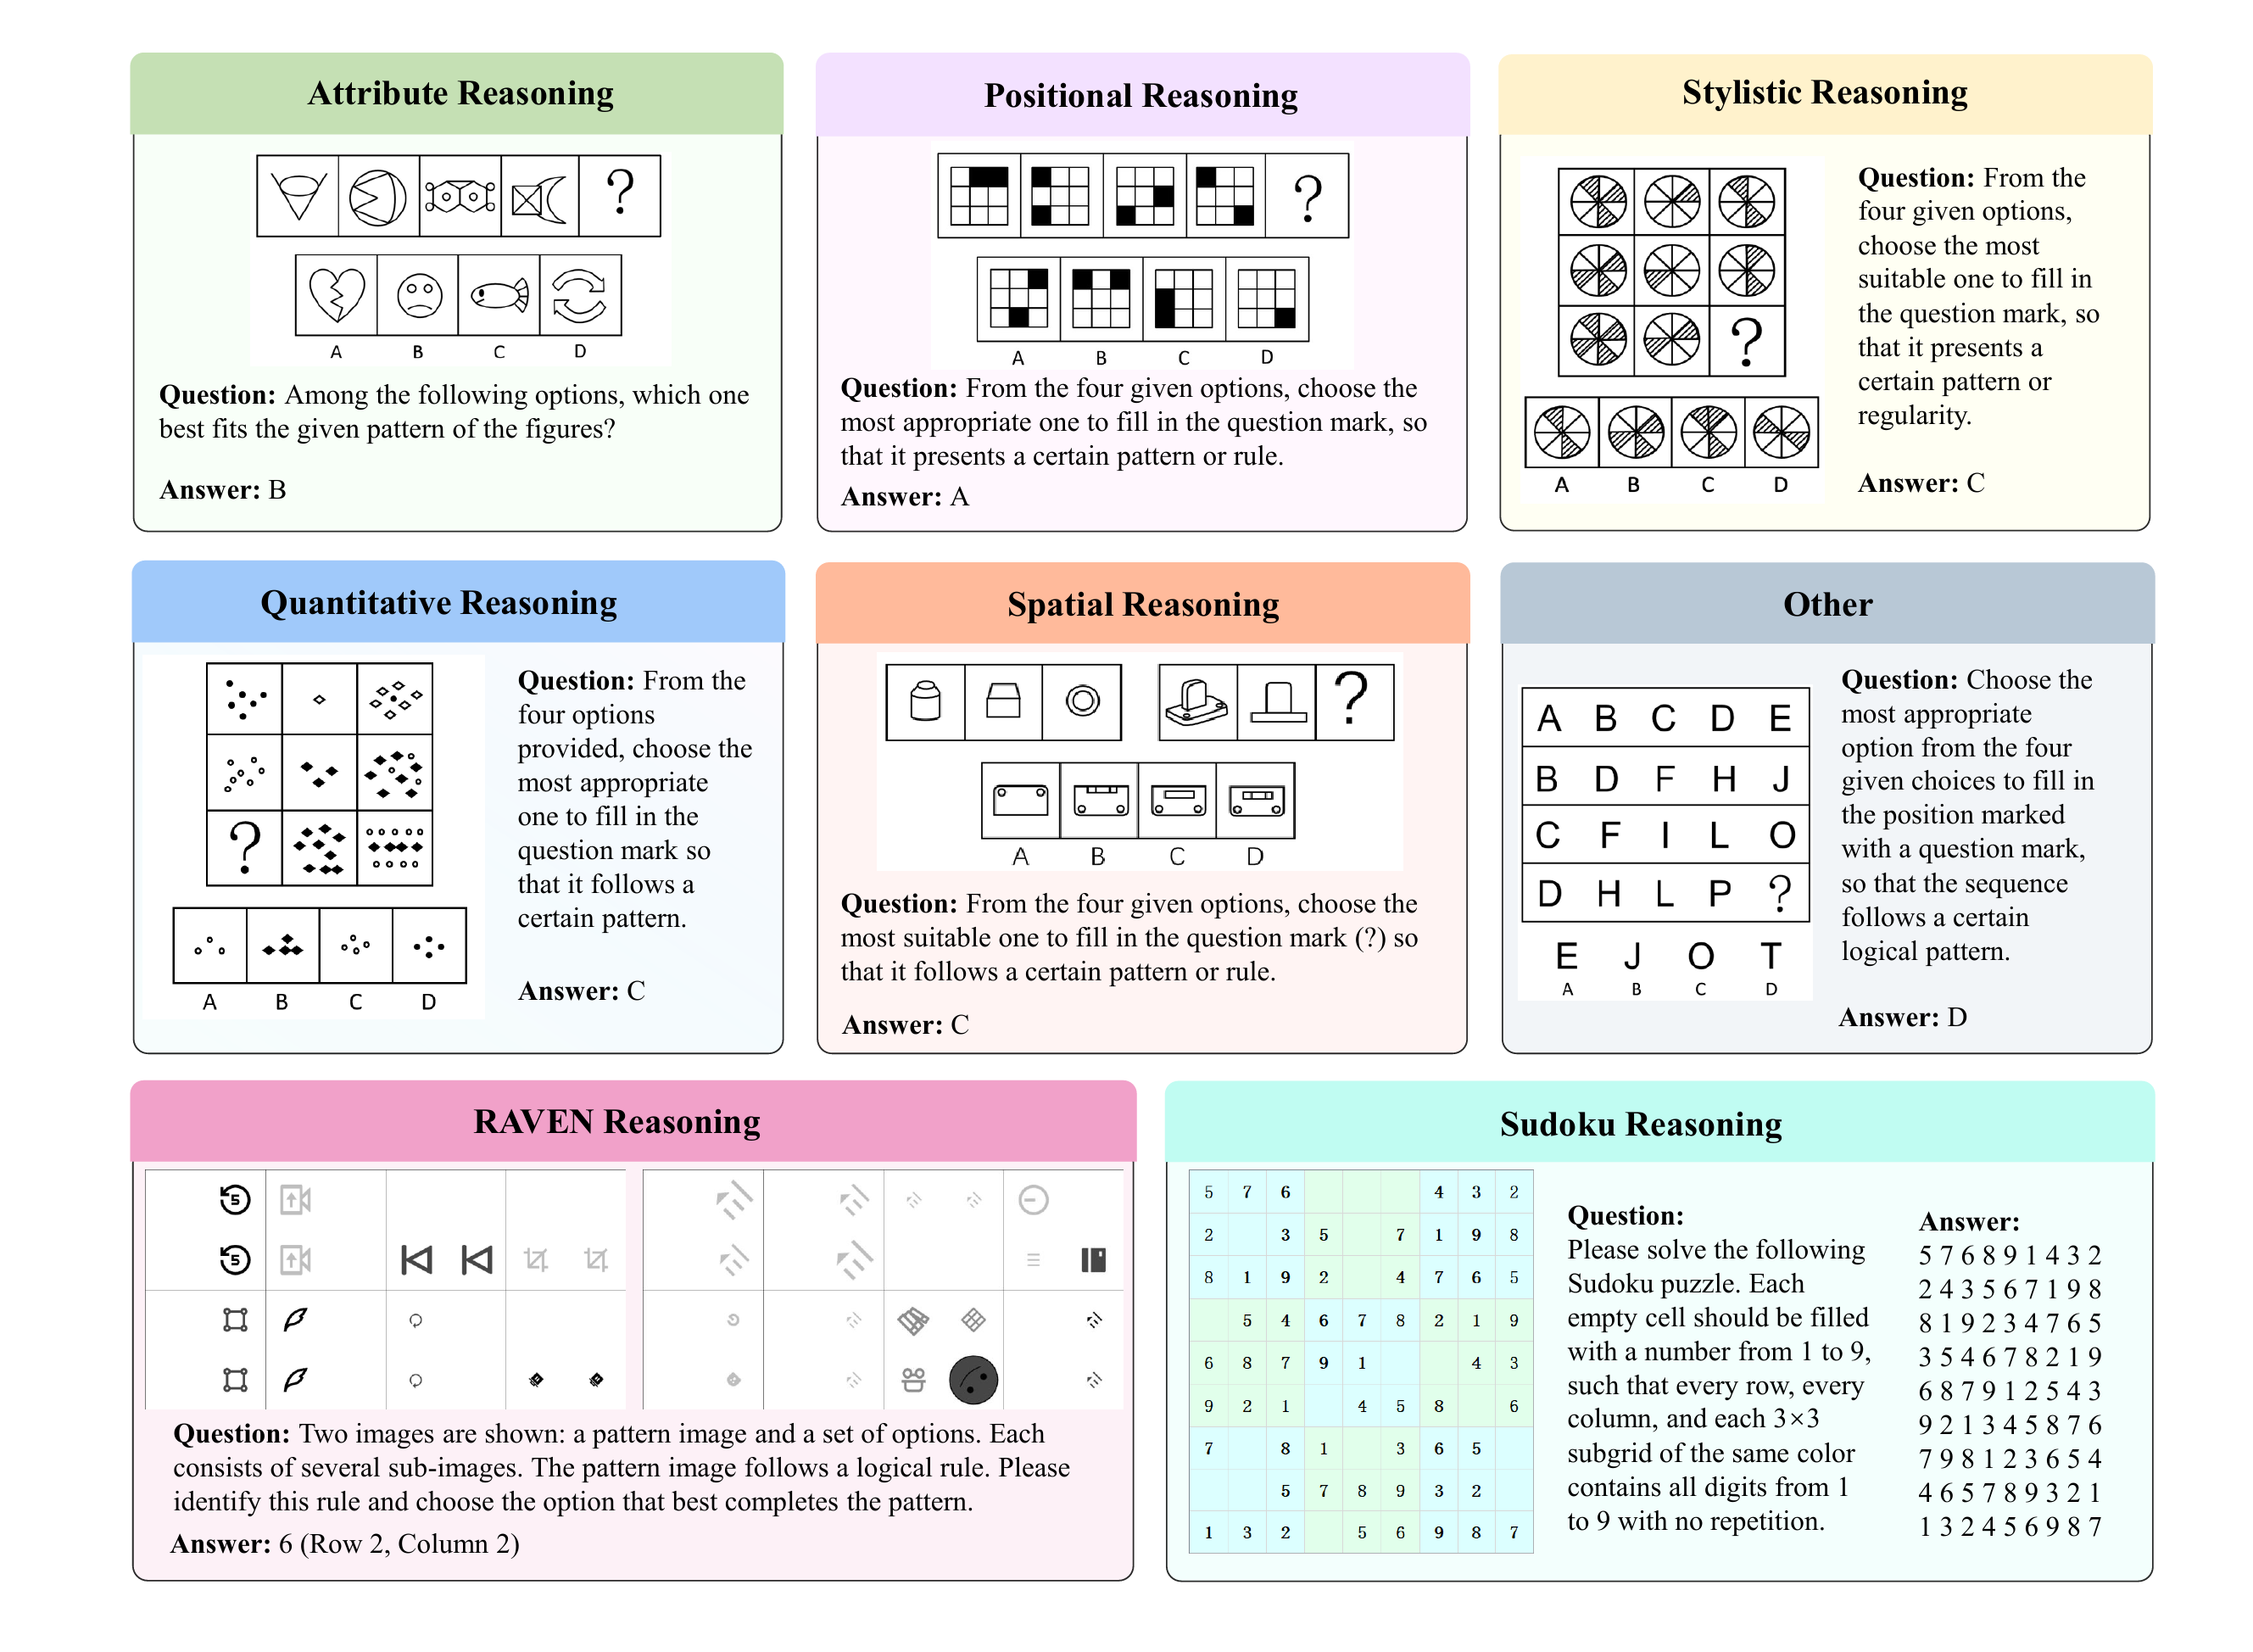 Attribute Reasoning
?
A B C D
Question: Among the following options, which one
best fits the given pattern of the figures?
Answer: B
Positional Reasoning
?
A B C D
Question: From the four given options, choose the
most appropriate one to fill in the question mark, so
that it presents a certain pattern or rule.
Answer: A
Stylistic Reasoning
?
A B C D
Question: From the
four given options,
choose the most
suitable one to fill in
the question mark, so
that it presents a
certain pattern or
regularity.
Answer: C
Quantitative Reasoning
?
A B C D
Question: From the
four options
provided, choose the
most appropriate
one to fill in the
question mark so
that it follows a
certain pattern.
Answer: C
Spatial Reasoning
?
A B C D
Question: From the four given options, choose the
most suitable one to fill in the question mark (?) so
that it follows a certain pattern or rule.
Answer: C
Other
A B C D E
B D F H J
C F I L O
D H L P ?
E J O T
A B C D
Question: Choose the
most appropriate
option from the four
given choices to fill in
the position marked
with a question mark,
so that the sequence
follows a certain
logical pattern.
Answer: D
RAVEN Reasoning
5
5
Question: Two images are shown: a pattern image and a set of options. Each
consists of several sub-images. The pattern image follows a logical rule. Please
identify this rule and choose the option that best completes the pattern.
Answer: 6 (Row 2, Column 2)
Sudoku Reasoning
5 7 6 4 3 2
2 3 5 7 1 9 8
8 1 9 2 4 7 6 5
5 4 6 7 8 2 1 9
6 8 7 9 1 4 3
9 2 1 4 5 8 6
7 8 1 3 6 5
5 7 8 9 3 2
1 3 2 5 6 9 8 7
Question:
Please solve the following
Sudoku puzzle. Each
empty cell should be filled
with a number from 1 to 9,
such that every row, every
column, and each 3×3
subgrid of the same color
contains all digits from 1
to 9 with no repetition.
Answer:
5 7 6 8 9 1 4 3 2
2 4 3 5 6 7 1 9 8
8 1 9 2 3 4 7 6 5
3 5 4 6 7 8 2 1 9
6 8 7 9 1 2 5 4 3
9 2 1 3 4 5 8 7 6
7 9 8 1 2 3 6 5 4
4 6 5 7 8 9 3 2 1
1 3 2 4 5 6 9 8 7